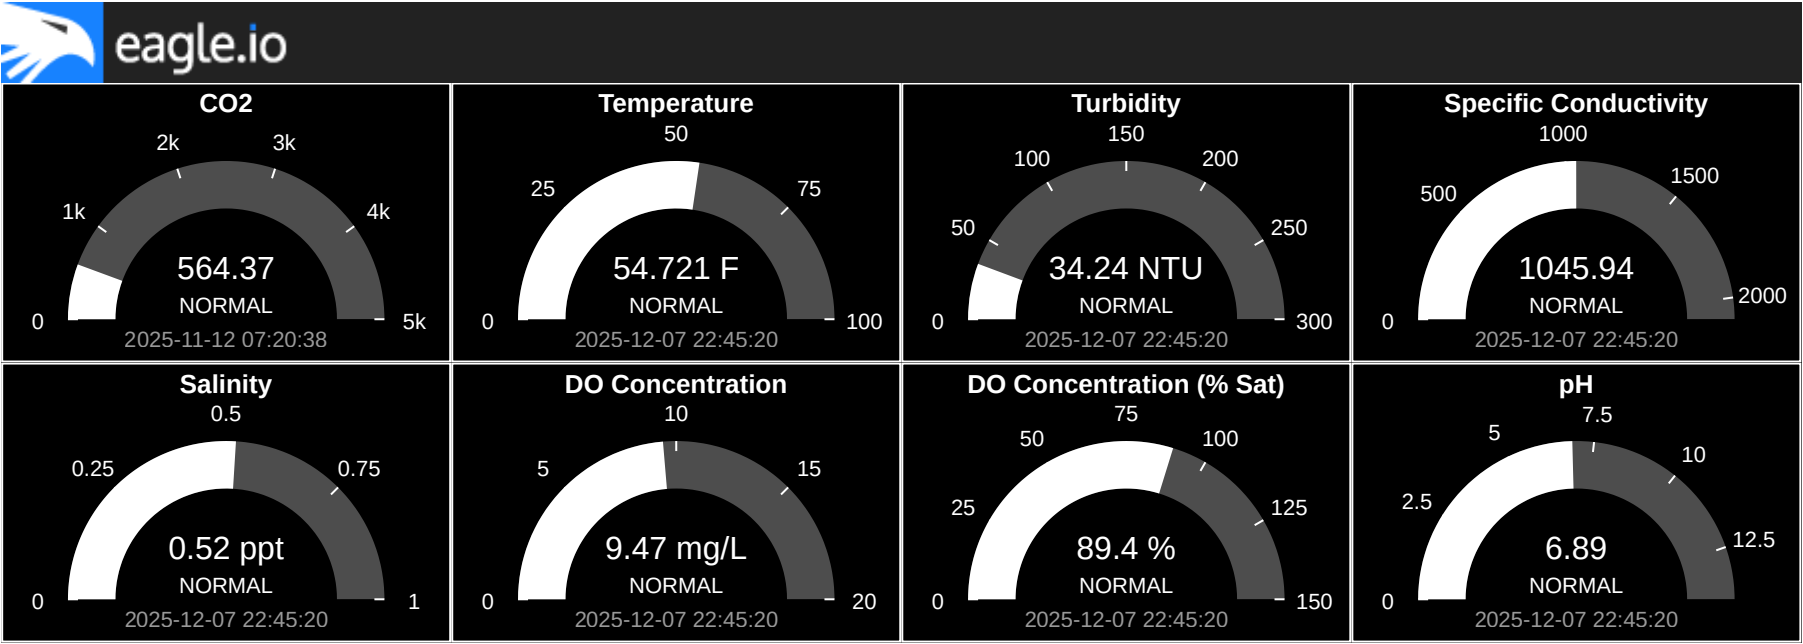 eagle.io
CO2
0
1k
2k
3k
4k
5k
564.37
NORMAL
2025-11-12 07:20:38
Temperature
0
25
50
75
100
54.721 F
NORMAL
2025-12-07 22:45:20
Turbidity
0
50
100
150
200
250
300
34.24 NTU
NORMAL
2025-12-07 22:45:20
Specific Conductivity
0
500
1000
1500
2000
1045.94
NORMAL
2025-12-07 22:45:20
Salinity
0
0.25
0.5
0.75
1
0.52 ppt
NORMAL
2025-12-07 22:45:20
DO Concentration
0
5
10
15
20
9.47 mg/L
NORMAL
2025-12-07 22:45:20
DO Concentration (% Sat)
0
25
50
75
100
125
150
89.4 %
NORMAL
2025-12-07 22:45:20
pH
0
2.5
5
7.5
10
12.5
6.89
NORMAL
2025-12-07 22:45:20